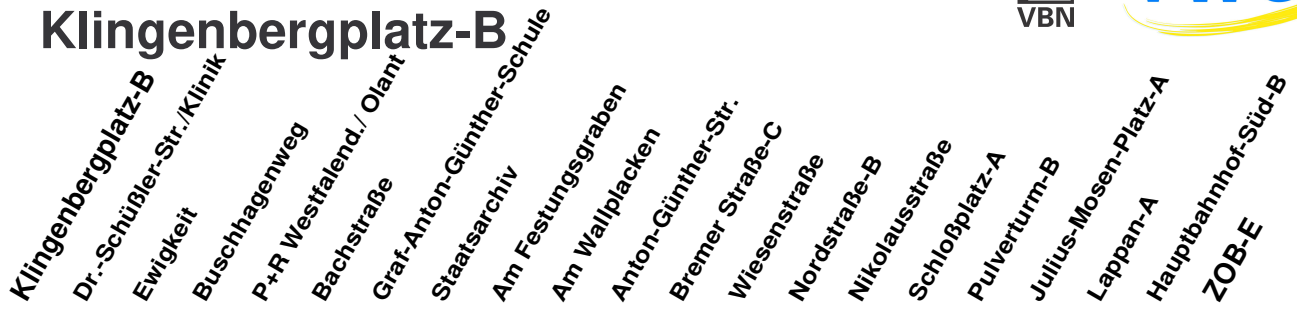 Klingenbergplatz-B
VBN
Klingenbergplatz-B
Dr.-Schüßler-Str./Klinik
Ewigkeit
Buschhagenweg
P+R Westfalend./ Olant
Bachstraße
Graf-Anton-Günther-Schule
Staatsarchiv
Am Festungsgraben
Am Wallplacken
Anton-Günther-Str.
Bremer Straße-C
Wiesenstraße
Nordstraße-B
Nikolausstraße
Schloßplatz-A
Pulverturm-B
Julius-Mosen-Platz-A
Lappan-A
Hauptbahnhof-Süd-B
ZOB-E